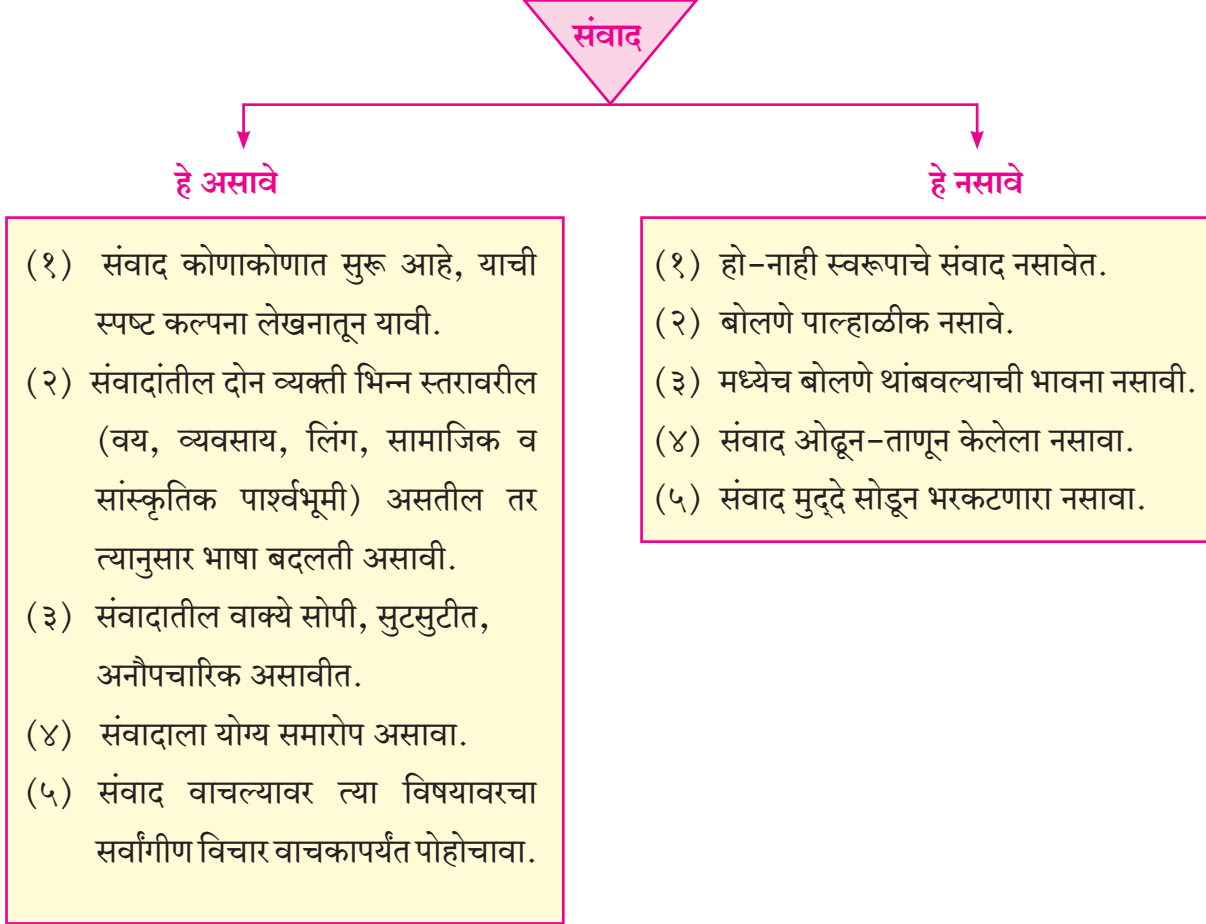 संवाद
हे असावे
(१) संवाद कोणाकोणात सुरू आहे, याची
स्पष्ट कल्पना लेखनातून यावी.
(२) संवादांतील दोन व्यक्ती भिन्न स्तरावरील
(वय, व्यवसाय, लिंग, सामाजिक व
सांस्कृतिक पार्श्वभूमी) असतील तर
त्यानुसार भाषा बदलती असावी.
(३) संवादातील वाक्ये सोपी, सुटसुटीत,
अनौपचारिक असावीत.
(४) संवादाला योग्य समारोप असावा.
(५) संवाद वाचल्यावर त्या विषयावरचा
सर्वांगीण विचार वाचकापर्यंत पोहोचावा.
हे नसावे
(१) हो-नाही स्वरूपाचे संवाद नसावेत.
(२) बोलणे पाल्हाळीक नसावे.
(३) मध्येच बोलणे थांबवल्याची भावना नसावी.
(४) संवाद ओढून-ताणून केलेला नसावा.
(५) संवाद मुद्‌दे सोडून भरकटणारा नसावा.